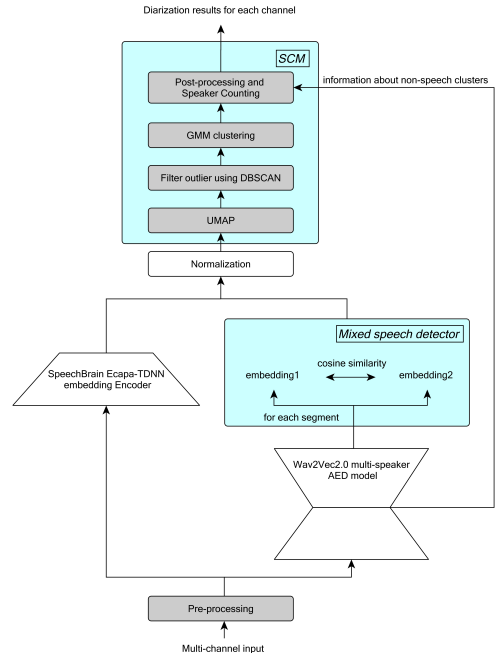 Diarization results for each channel
SCM
Post-processing and
Speaker Counting
information about non-speech clusters
GMM clustering
Filter outlier using DBSCAN
UMAP
Normalization
Mixed speech detector
SpeechBrain Ecapa-TDNN
embedding Encoder
cosine similarity
embedding1
embedding2
for each segment
Wav2Vec2.0 multi-speaker
AED model
Pre-processing
Multi-channel input